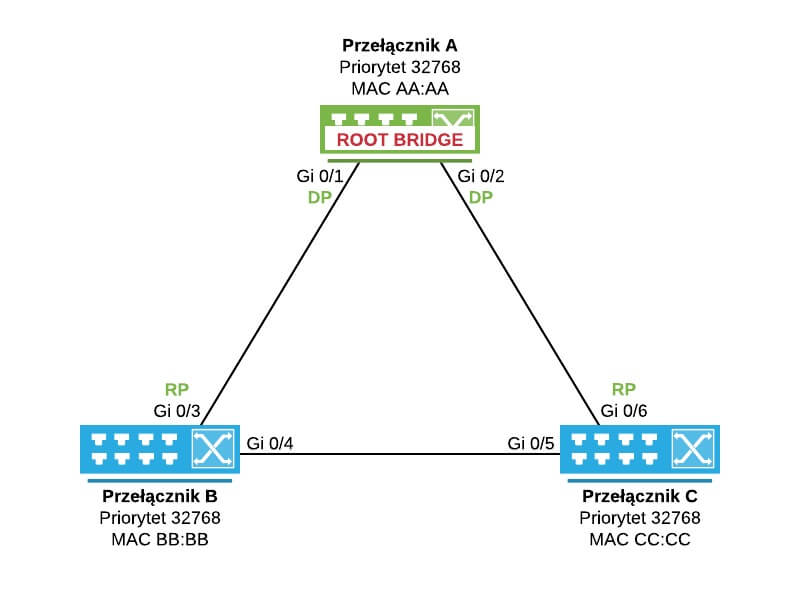 Przełącznik A
Priorytet 32768
MAC AA:AA
ROOT BRIDGE
Gi 0/1
Gi 0/2
DP
DP
RP
RP
Gi 0/3
Gi 0/6
Gi 0/4
Gi 0/5
Przełącznik B
Priorytet 32768
MAC BB:BB
Przełącznik C
Priorytet 32768
MAC CC:CC